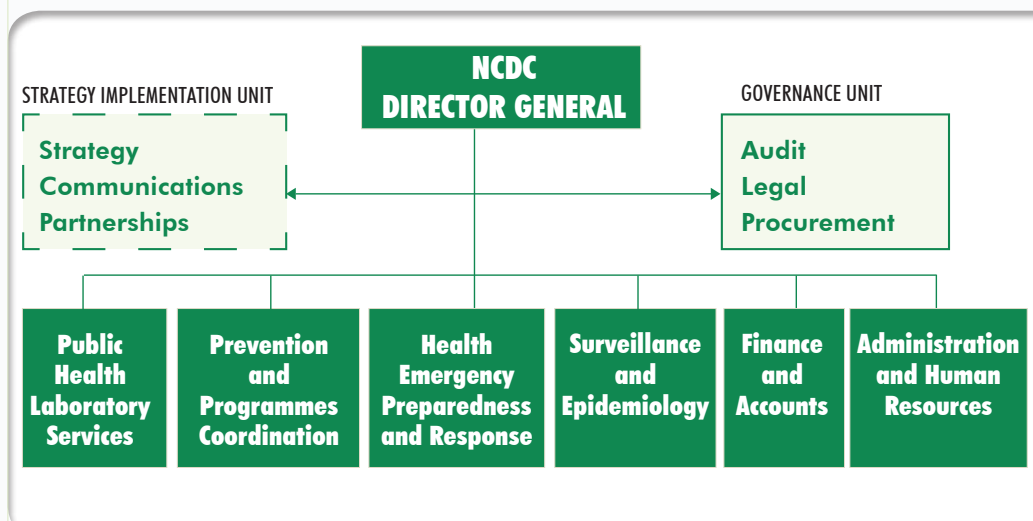 NCDC
DIRECTOR GENERAL
STRATEGY IMPLEMENTATION UNIT
Strategy
Communications
Partnerships
GOVERNANCE UNIT
Audit
Legal
Procurement
Public
Health
Laboratory
Services
Prevention
and
Programmes
Coordination
Health
Emergency
Preparedness
and Response
Surveillance
and
Epidemiology
Finance
and
Accounts
Administration
and Human
Resources